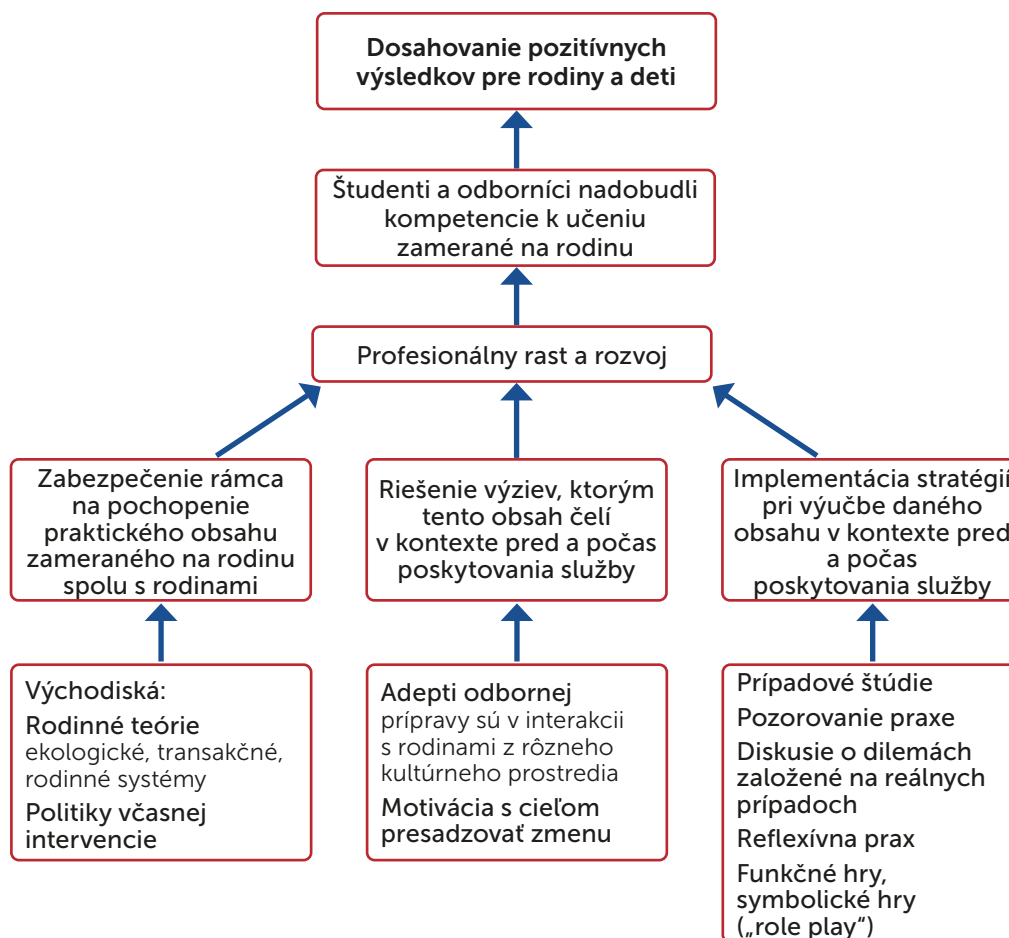 Dosahovanie pozitívnych
výsledkov pre rodiny a deti
Študenti a odborníci nadobudli
kompetencie k učeniu
zamerané na rodinu
Profesionálny rast a rozvoj
Zabezpečenie rámca
na pochopenie
praktického obsahu
zameraného na rodinu
spolu s rodinami
Riešenie výziev, ktorým
tento obsah čelí
v kontexte pred a počas
poskytovania služby
Implementácia stratégií
pri výučbe daného
obsahu v kontexte pred
a počas
poskytovania služby
Východiská:
Rodinné teórie
ekologické, transakčné,
rodinné systémy
Politiky včasnej
intervencie
Adepti odbornej
prípravy sú v interakcii
s rodinami z rôzneho
kultúrneho prostredia
Motivácia s cieľom
presadzovať zmenu
Prípadové štúdie
Pozorovanie praxe
Diskusie o dilemách
založené na reálnych
prípadoch
Reflexívna prax
Funkčné hry,
symbolické hry
(„role play“)